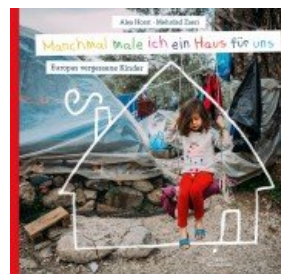 Alea Horst · Mehrdad Zaeri
Manchmal male ich ein Haus für uns
Europas vergessene Kinder